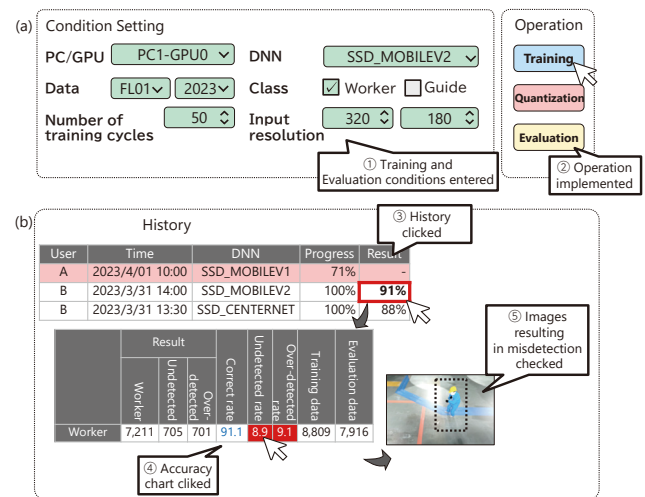 (a)
Condition Setting
PC/GPU
PC1-GPU0
DNN
SSD_MOBILEV2
Data
FL01
2023
Class
Worker
Guide
Number of
training cycles
50
Input
resolution
320
180
① Training and
Evaluation conditions entered
Operation
Training
Quantization
Evaluation
② Operation
implemented
(b)
History
③ History
clicked
User Time DNN Progress Result
A 2023/4/01 10:00 SSD_MOBILEV1 71% -
B 2023/3/31 14:00 SSD_MOBILEV2 100% 91%
B 2023/3/31 13:30 SSD_CENTERNET 100% 88%
Result
Worker
Undetected
Over-
detected
Correct rate
Undetected rate
Over-detected
rate
Training data
Evaluation data
Worker 7,211 705 701 91.1 8.9 9.1 8,809 7,916
④ Accuracy
chart cliked
⑤ Images
resulting
in misdetection
checked